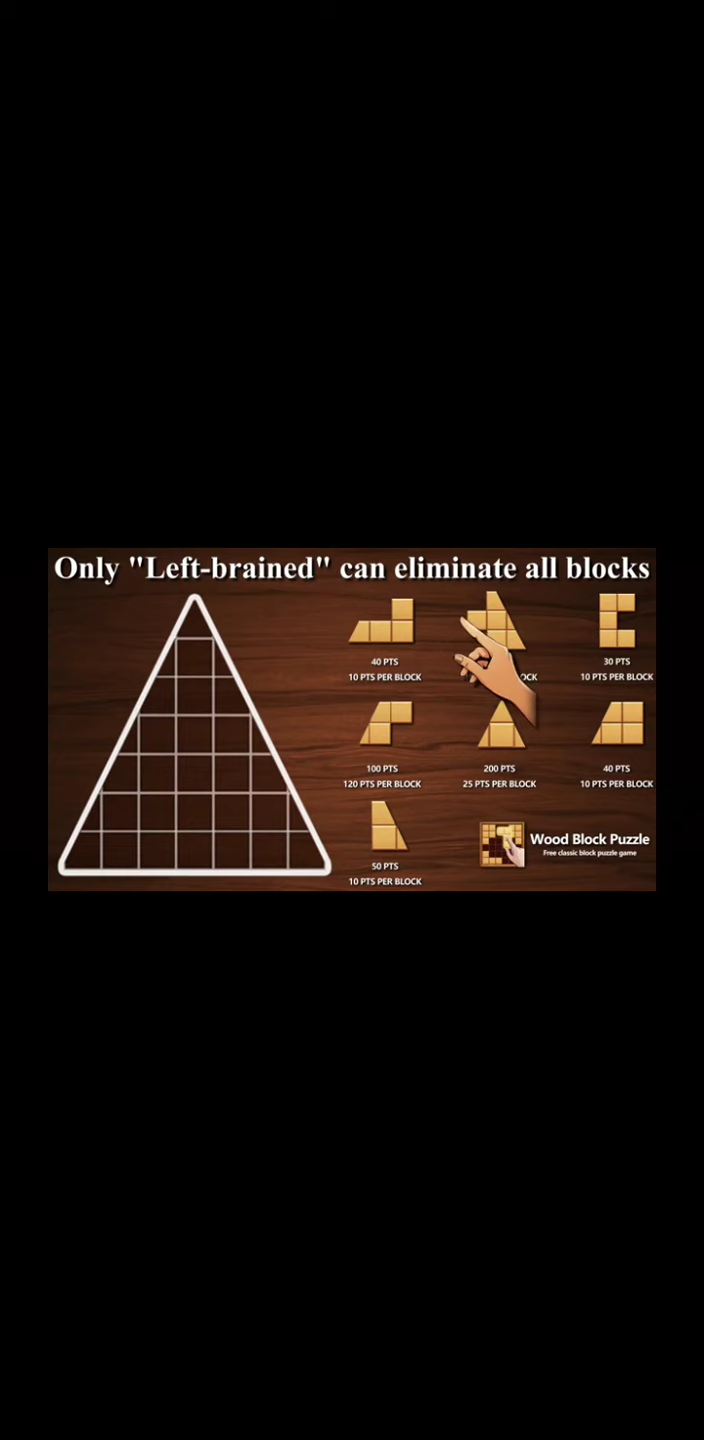 Only "Left-brained" can eliminate all blocks
40 PTS
10 PTS PER BLOCK
OCK
30 PTS
10 PTS PER BLOCK
100 PTS
120 PTS PER BLOCK
200 PTS
25 PTS PER BLOCK
40 PTS
10 PTS PER BLOCK
50 PTS
10 PTS PER BLOCK
Wood Block Puzzle
Free classic block puzzle game